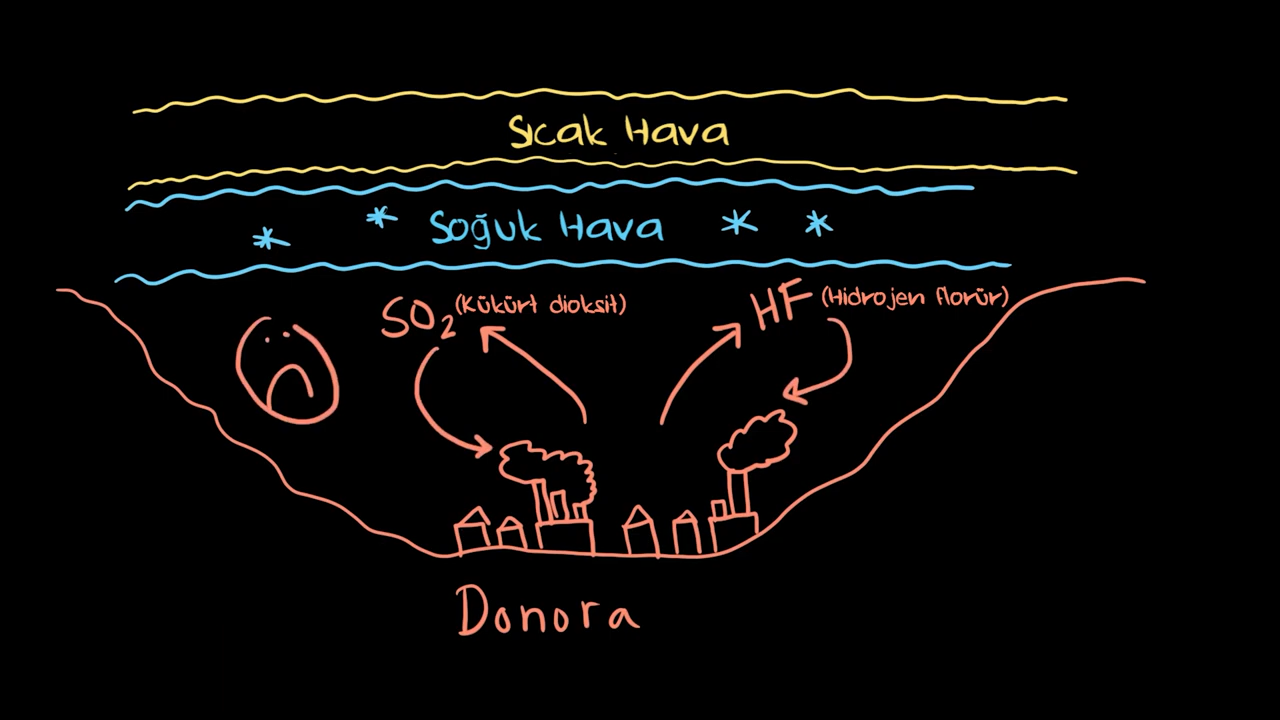 Sıcak Hava
Soğuk Hava
SO₂ (Kükürt dioksit)
HF (Hidrojen florür)
Donora